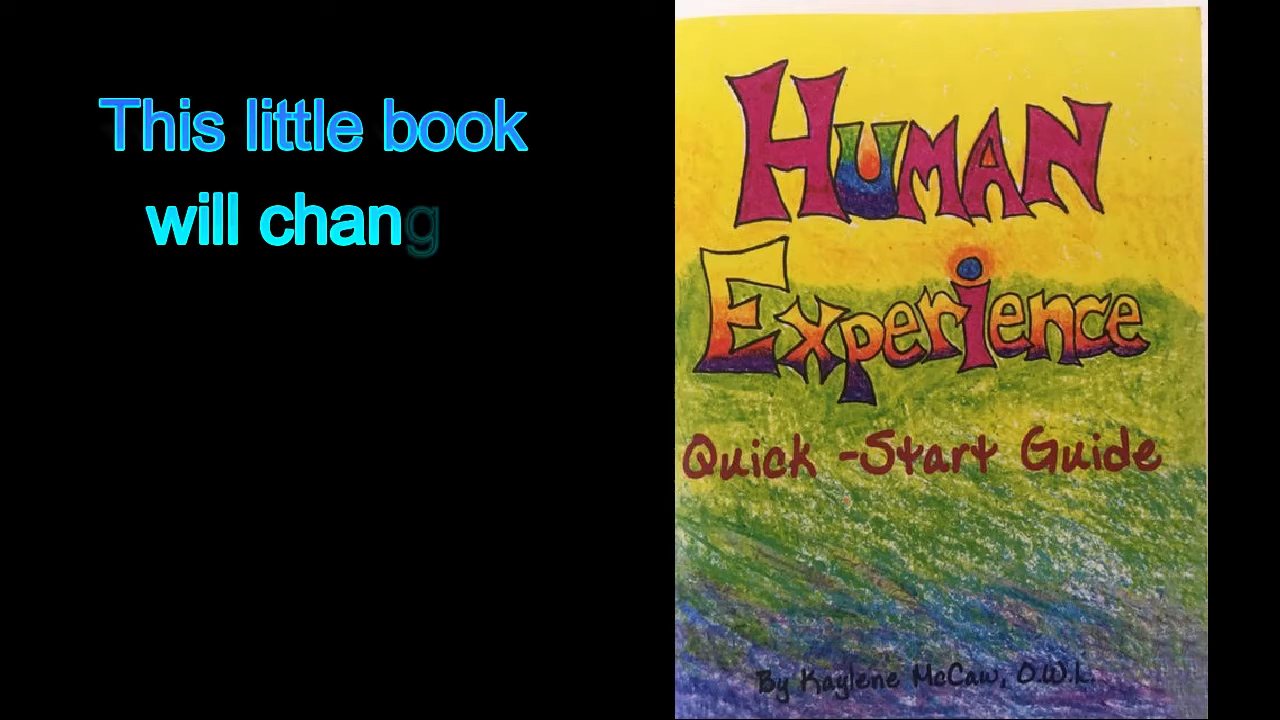 This little book
will chang
Human
Experience
Quick-Start Guide
By Kaylene McCaw, O.W.L.